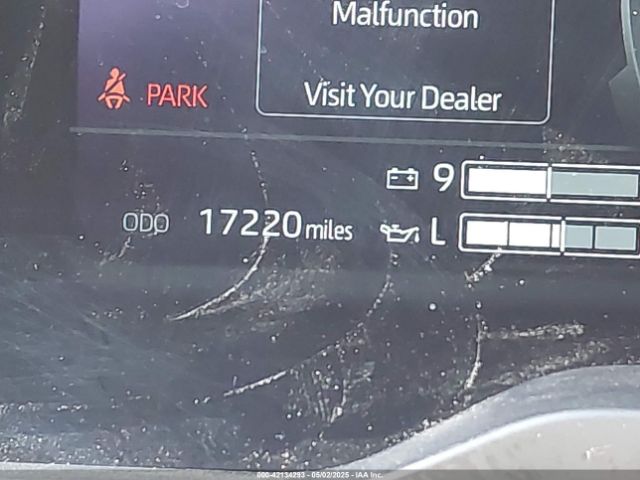 Malfunction
Visit Your Dealer
PARK
9
ODO 17220 miles L
000-42134293 - 05/02/2025 - IAA Inc.